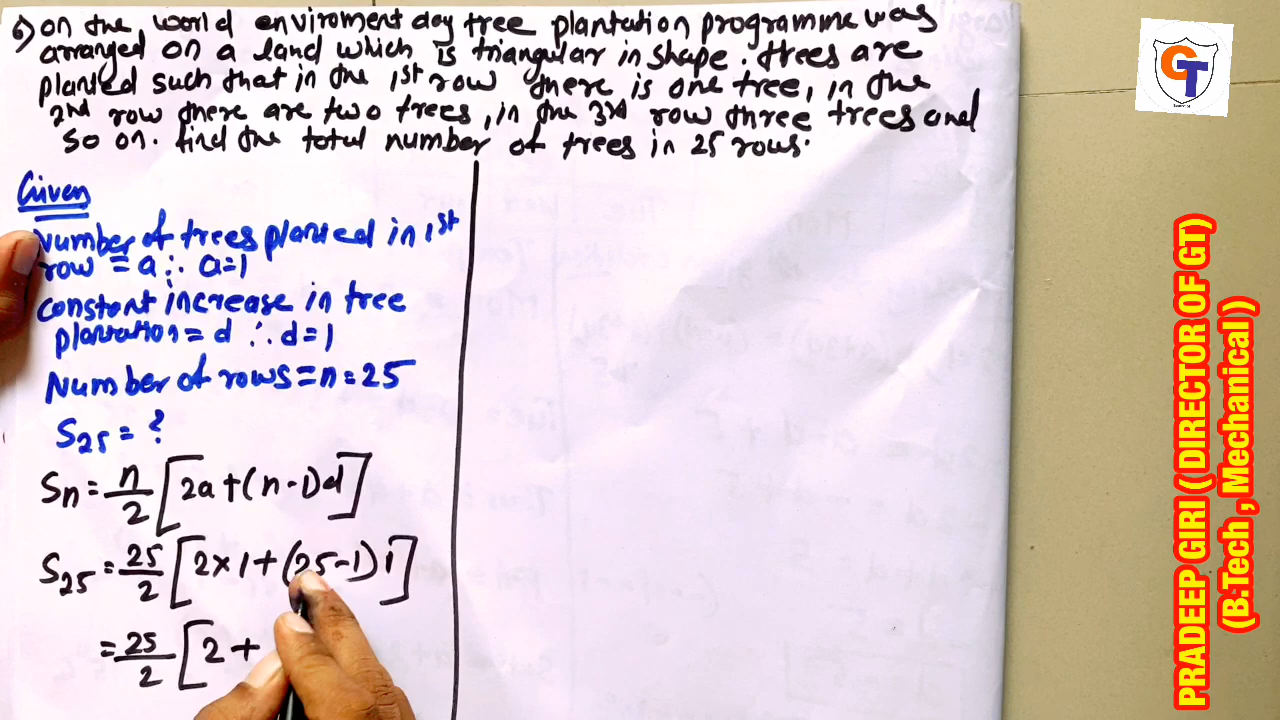 6) on the world enviroment day tree plantation programme was
arranged on a land which is triangular in shape. trees are
planted such that in the 1st row there is one tree, in the
2nd row there are two trees, in the 3rd row three trees and
so on. find the total number of trees in 25 rows.
Given
Number of trees planted in 1st
row = a ∴ a=1
constant increase in tree
plantation = d ∴ d=1
Number of rows = n = 25
S25 = ?
Sn = n/2 [2a+(n-1)d]
S25 = 25/2 [2×1+(25-1)1]
= 25/2 [2+
GT
PRADEEP GIRI ( DIRECTOR OF GT)
(B.Tech , Mechanical )